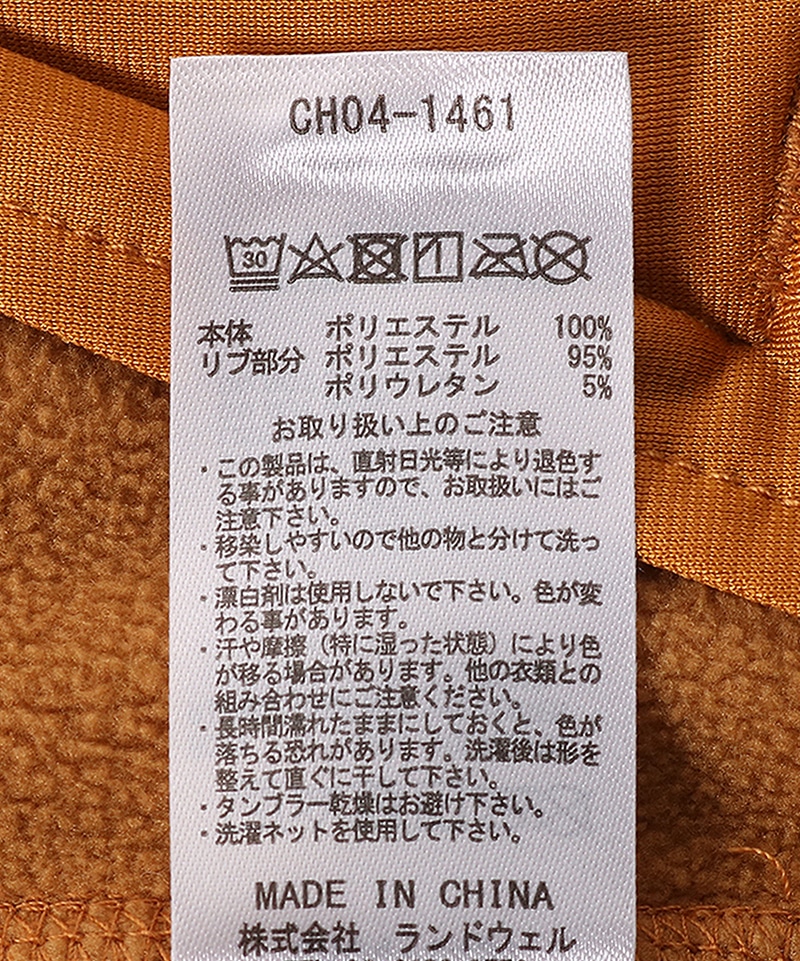 CH04-1461
30
本体 ポリエステル 100%
リブ部分 ポリエステル 95%
ポリウレタン 5%
お取り扱い上のご注意
・この製品は、直射日光等により退色す
る事がありますので、お取扱いにはご
注意下さい。
・移染しやすいので他の物と分けて洗っ
て下さい。
・漂白剤は使用しないで下さい。色が変
わる事があります。
・汗や摩擦（特に湿った状態）により色
が移る場合があります。他の衣類との
組み合わせにご注意ください。
・長時間濡れたままにしておくと、色が
落ちる恐れがあります。洗濯後は形を
整えて直ぐに干して下さい。
・タンブラー乾燥はお避け下さい。
・洗濯ネットを使用して下さい。
MADE IN CHINA
株式会社 ランドウェル